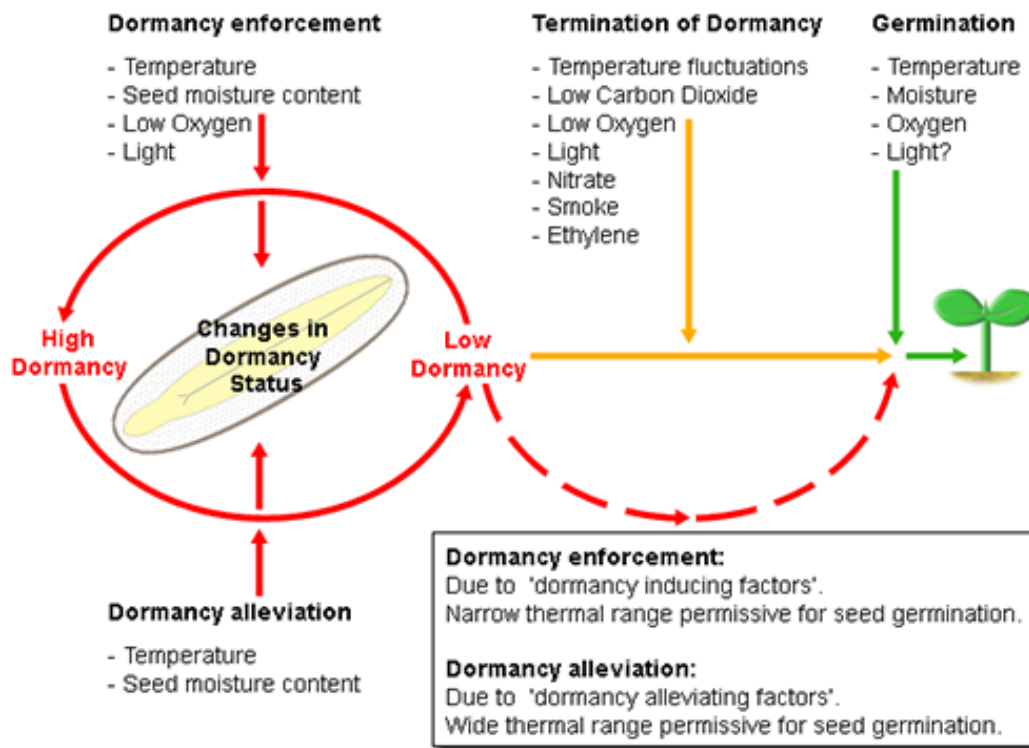 Dormancy enforcement
- Temperature
- Seed moisture content
- Low Oxygen
- Light
Termination of Dormancy
- Temperature fluctuations
- Low Carbon Dioxide
- Low Oxygen
- Light
- Nitrate
- Smoke
- Ethylene
Germination
- Temperature
- Moisture
- Oxygen
- Light?
High
Dormancy
Changes in
Dormancy
Status
Low
Dormancy
Dormancy alleviation
- Temperature
- Seed moisture content
Dormancy enforcement:
Due to 'dormancy inducing factors'.
Narrow thermal range permissive for seed germination.
Dormancy alleviation:
Due to 'dormancy alleviating factors'.
Wide thermal range permissive for seed germination.